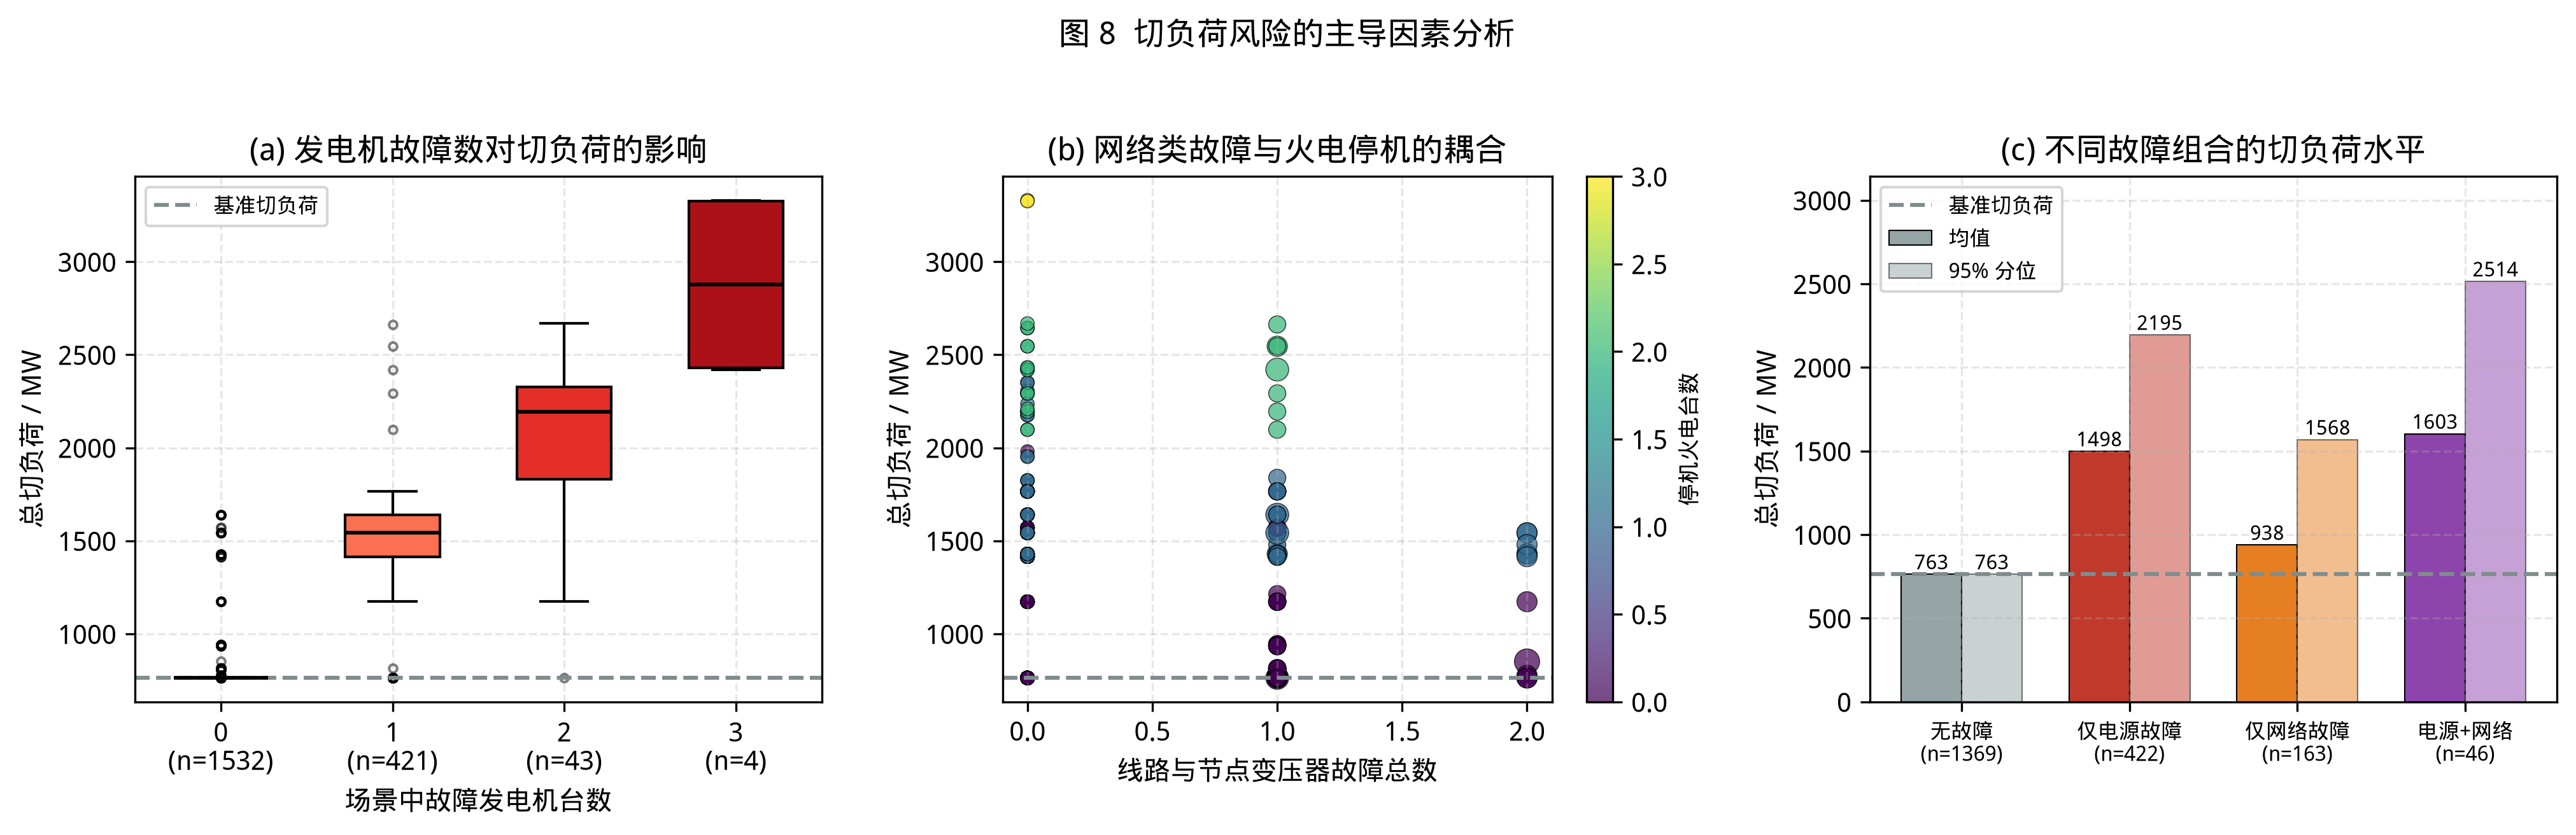 图 8 切负荷风险的主导因素分析
(a) 发电机故障数对切负荷的影响
基准切负荷
总切负荷 / MW
3000
2500
2000
1500
1000
0
(n=1532)
1
(n=421)
2
(n=43)
3
(n=4)
场景中故障发电机台数
(b) 网络类故障与火电停机的耦合
总切负荷 / MW
3000
2500
2000
1500
1000
0.0
0.5
1.0
1.5
2.0
线路与节点变压器故障总数
3.0
2.5
2.0
1.5
1.0
0.5
0.0
停机火电台数
(c) 不同故障组合的切负荷水平
基准切负荷
均值
95% 分位
总切负荷 / MW
3000
2500
2000
1500
1000
500
0
763
763
1498
2195
938
1568
1603
2514
无故障
(n=1369)
仅电源故障
(n=422)
仅网络故障
(n=163)
电源+网络
(n=46)